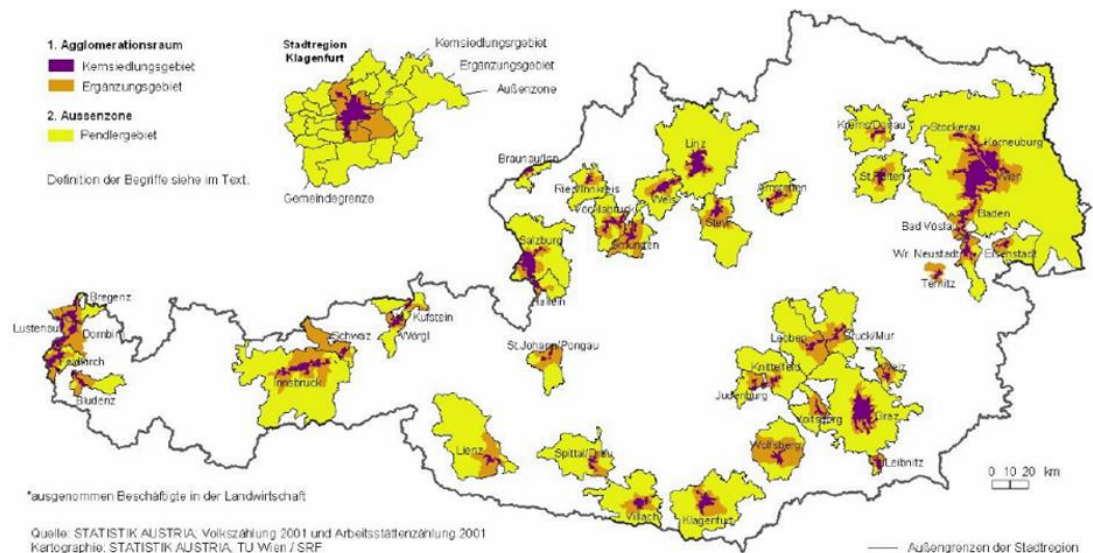 1. Agglomerationsraum
Kernsiedlungsgebiet
Ergänzungsgebiet
2. Aussenzone
Pendlergebiet
Definition der Begriffe siehe im Text.
Stadtregion
Klagenfurt
Kernsiedlungsgebiet
Ergänzungsgebiet
Außenzone
Gemeindegrenze
Krems/Donau
Stockerau
Korneuburg
Wien
Linz
Braunau/Inn
Ried/Innkreis
Wels
Amstetten
St.Pölten
Vöcklabruck
Steyr
Gmunden
Baden
Bad Vöslau
Salzburg
Wr. Neustadt
Eisenstadt
Ternitz
Hallein
Bregenz
Kufstein
Lustenau
Dornbirn
Schwaz
Wörgl
St.Johann/Pongau
Leoben
Bruck/Mur
Feldkirch
Innsbruck
Knittelfeld
Weiz
Bludenz
Judenburg
Voitsberg
Graz
Wolfsberg
Lienz
Spittal/Drau
Leibnitz
0 10 20 km
Villach
Klagenfurt
*ausgenommen Beschäftigte in der Landwirtschaft
Quelle: STATISTIK AUSTRIA, Volkszählung 2001 und Arbeitsstättenzählung 2001
Kartographie: STATISTIK AUSTRIA, TU Wien / SRF
Außengrenzen der Stadtregion